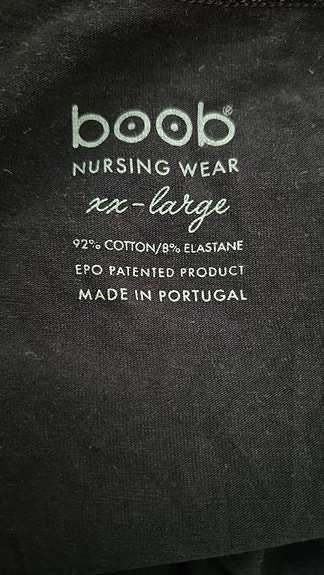 boob®
NURSING WEAR
xx-large
92% COTTON/8% ELASTANE
EPO PATENTED PRODUCT
MADE IN PORTUGAL